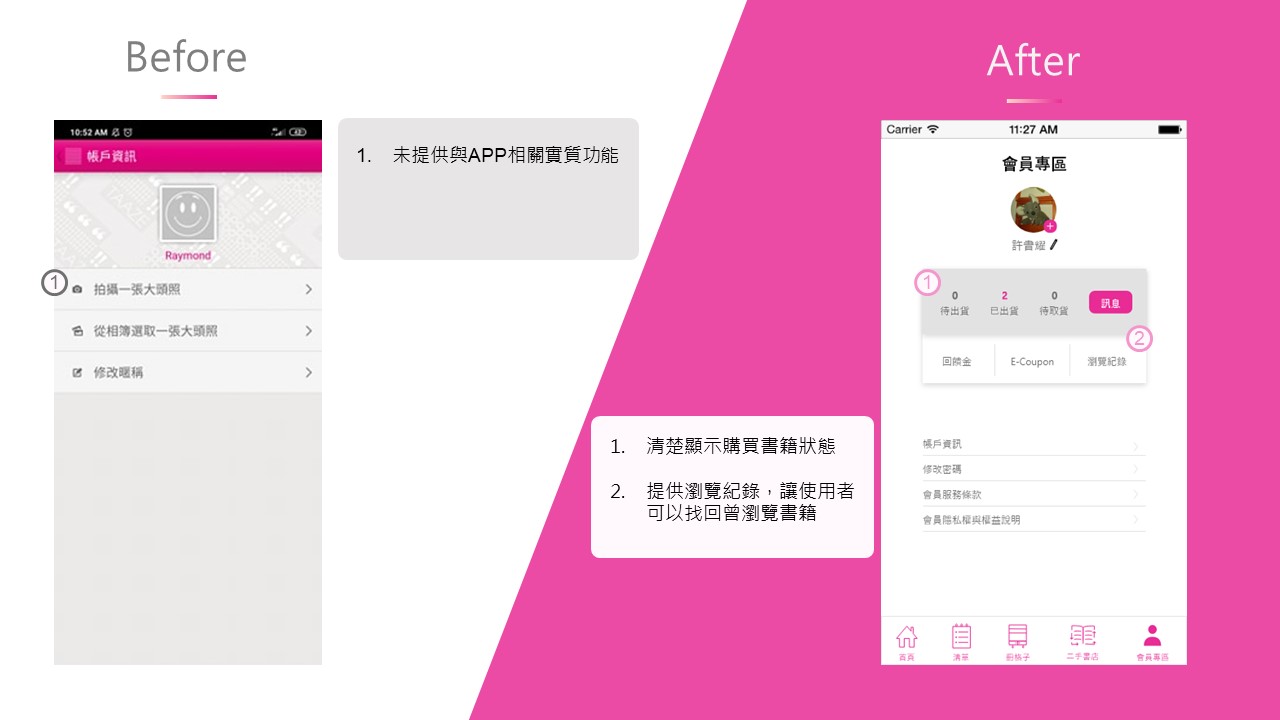 Before
10:52 AM
帳戶資訊
TAAZE
Raymond
1
拍攝一張大頭照
從相簿選取一張大頭照
修改暱稱
1. 未提供與APP相關實質功能
After
Carrier
11:27 AM
會員專區
許書耀
1
0
2
0
待出貨
已出貨
待取貨
訊息
2
回饋金
E-Coupon
瀏覽紀錄
1. 清楚顯示購買書籍狀態
2. 提供瀏覽紀錄，讓使用者
可以找回曾瀏覽書籍
帳戶資訊
修改密碼
會員服務條款
會員隱私權與權益說明
首頁
清單
廚格子
二手書店
會員專區